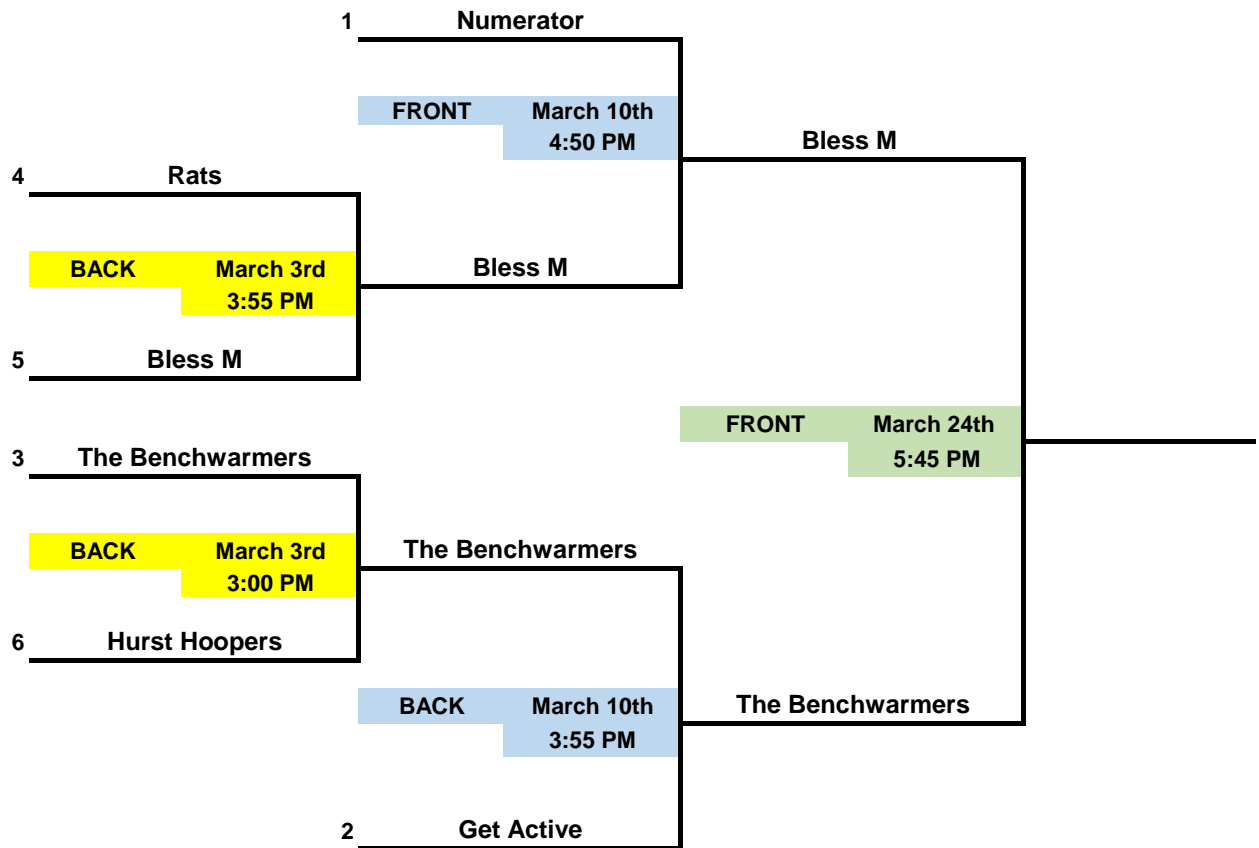 1 Numerator
FRONT March 10th
4:50 PM
Bless M
4 Rats
BACK March 3rd
3:55 PM
Bless M
5 Bless M
FRONT March 24th
5:45 PM
3 The Benchwarmers
BACK March 3rd
3:00 PM
The Benchwarmers
6 Hurst Hoopers
BACK March 10th
3:55 PM
The Benchwarmers
2 Get Active